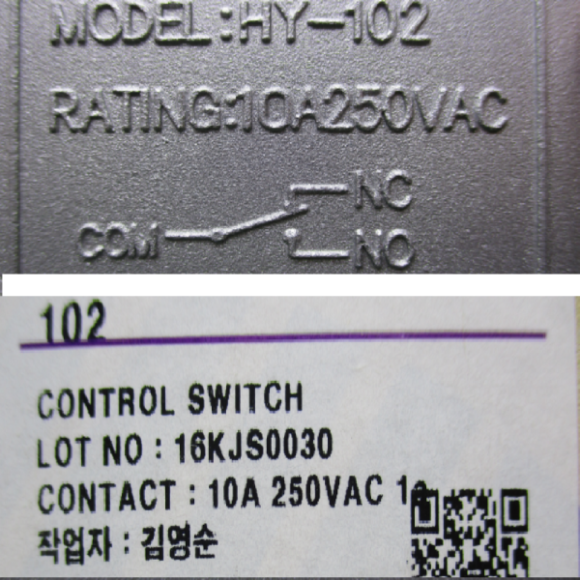 MODEL:HY-102
RATING:10A250VAC
NC
COM
NO
102
CONTROL SWITCH
LOT NO : 16KJS0030
CONTACT : 10A 250VAC
작업자 : 김영순